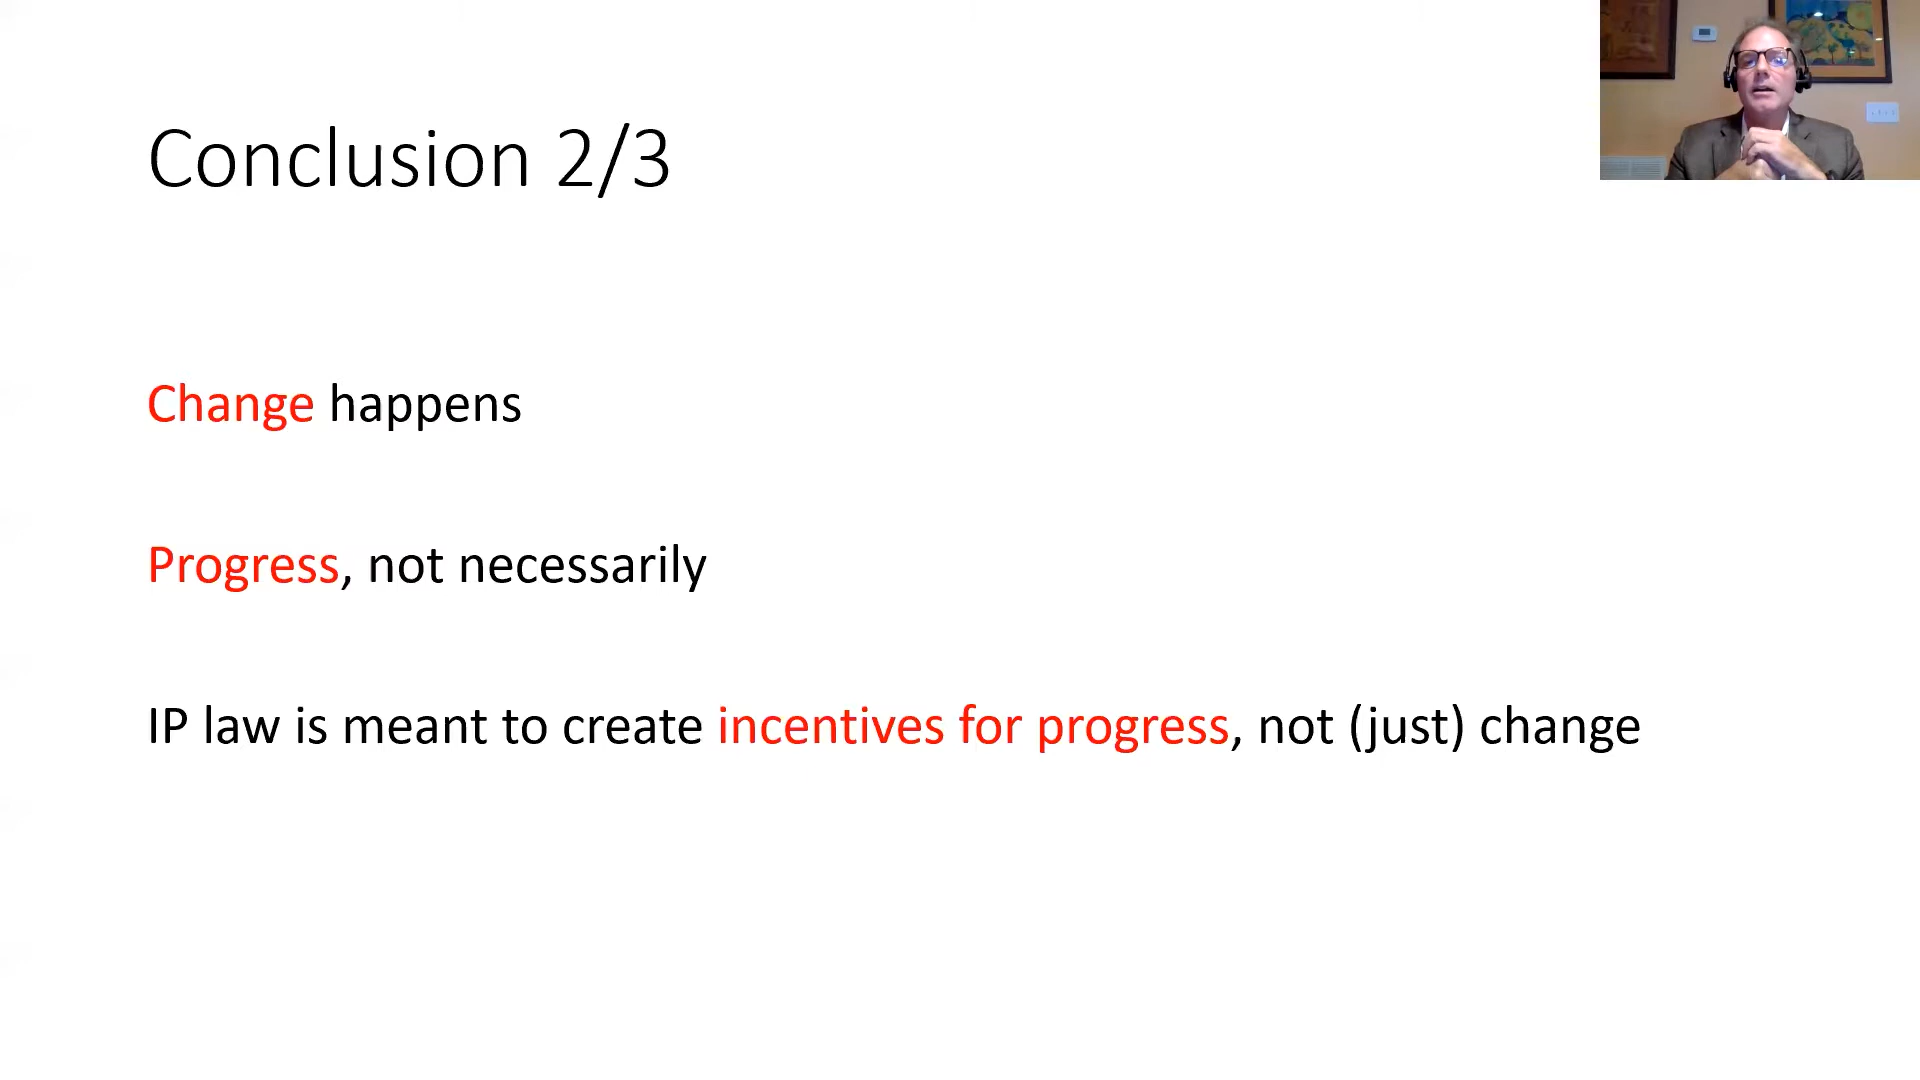 Conclusion 2/3
Change happens
Progress, not necessarily
IP law is meant to create incentives for progress, not (just) change